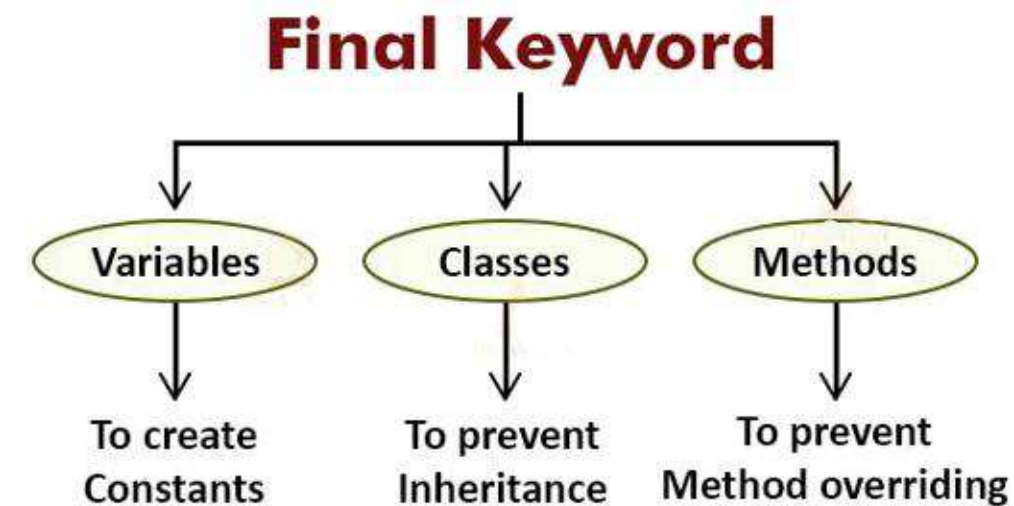 Final Keyword
Variables
Classes
Methods
To create
Constants
To prevent
Inheritance
To prevent
Method overriding